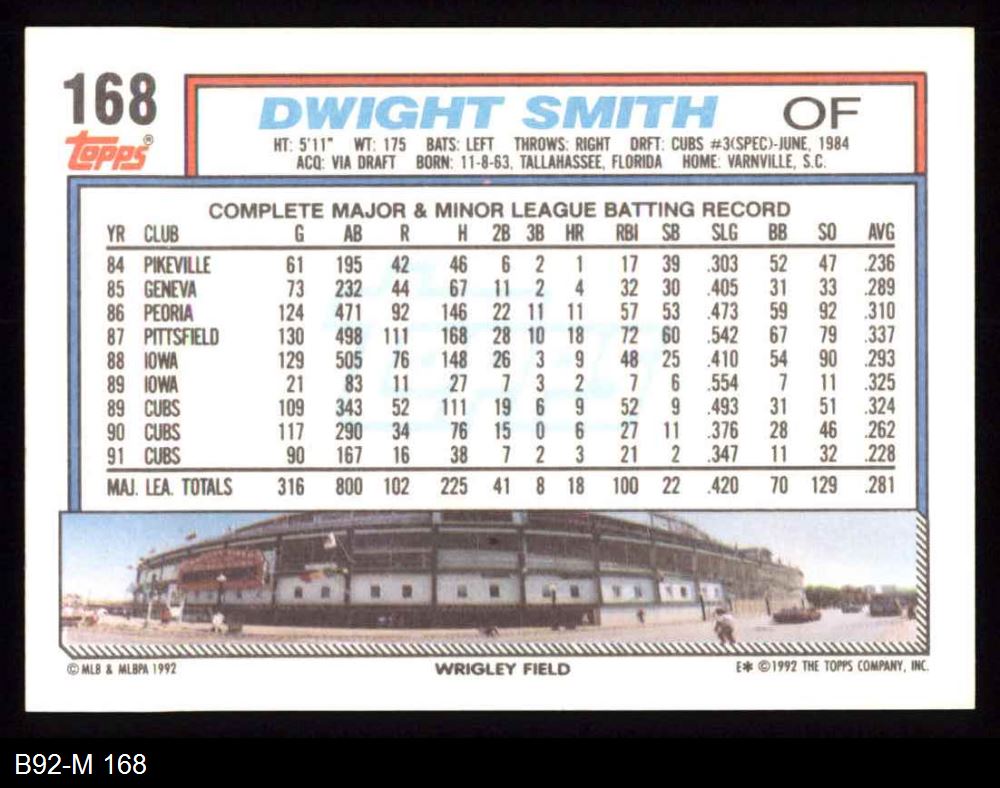 168
Topps®
DWIGHT SMITH OF
HT: 5'11" WT: 175 BATS: LEFT THROWS: RIGHT DRFT: CUBS #3(SPEC)-JUNE, 1984
ACQ: VIA DRAFT BORN: 11-8-63, TALLAHASSEE, FLORIDA HOME: VARNVILLE, S.C.
COMPLETE MAJOR & MINOR LEAGUE BATTING RECORD
YR CLUB G AB R H 2B 3B HR RBI SB SLG BB SO AVG
84 PIKEVILLE 61 195 42 46 6 2 1 17 39 .303 52 47 .236
85 GENEVA 73 232 44 67 11 2 4 32 30 .405 31 33 .289
86 PEORIA 124 471 92 146 22 11 11 57 53 .473 59 92 .310
87 PITTSFIELD 130 498 111 168 28 10 18 72 60 .542 67 79 .337
88 IOWA 129 505 76 148 26 3 9 48 25 .410 54 90 .293
89 IOWA 21 83 11 27 7 3 2 7 6 .554 7 11 .325
89 CUBS 109 343 52 111 19 6 9 52 9 .493 31 51 .324
90 CUBS 117 290 34 76 15 0 6 27 11 .376 28 46 .262
91 CUBS 90 167 16 38 7 2 3 21 2 .347 11 32 .228
MAJ. LEA. TOTALS 316 800 102 225 41 8 18 100 22 .420 70 129 .281
© MLB & MLBPA 1992 WRIGLEY FIELD E* ©1992 THE TOPPS COMPANY, INC.
B92-M 168